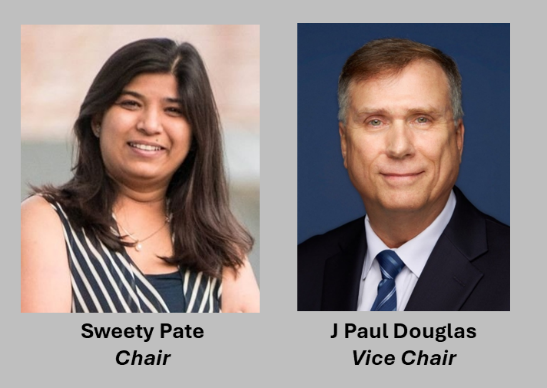 Sweety Pate
Chair
J Paul Douglas
Vice Chair